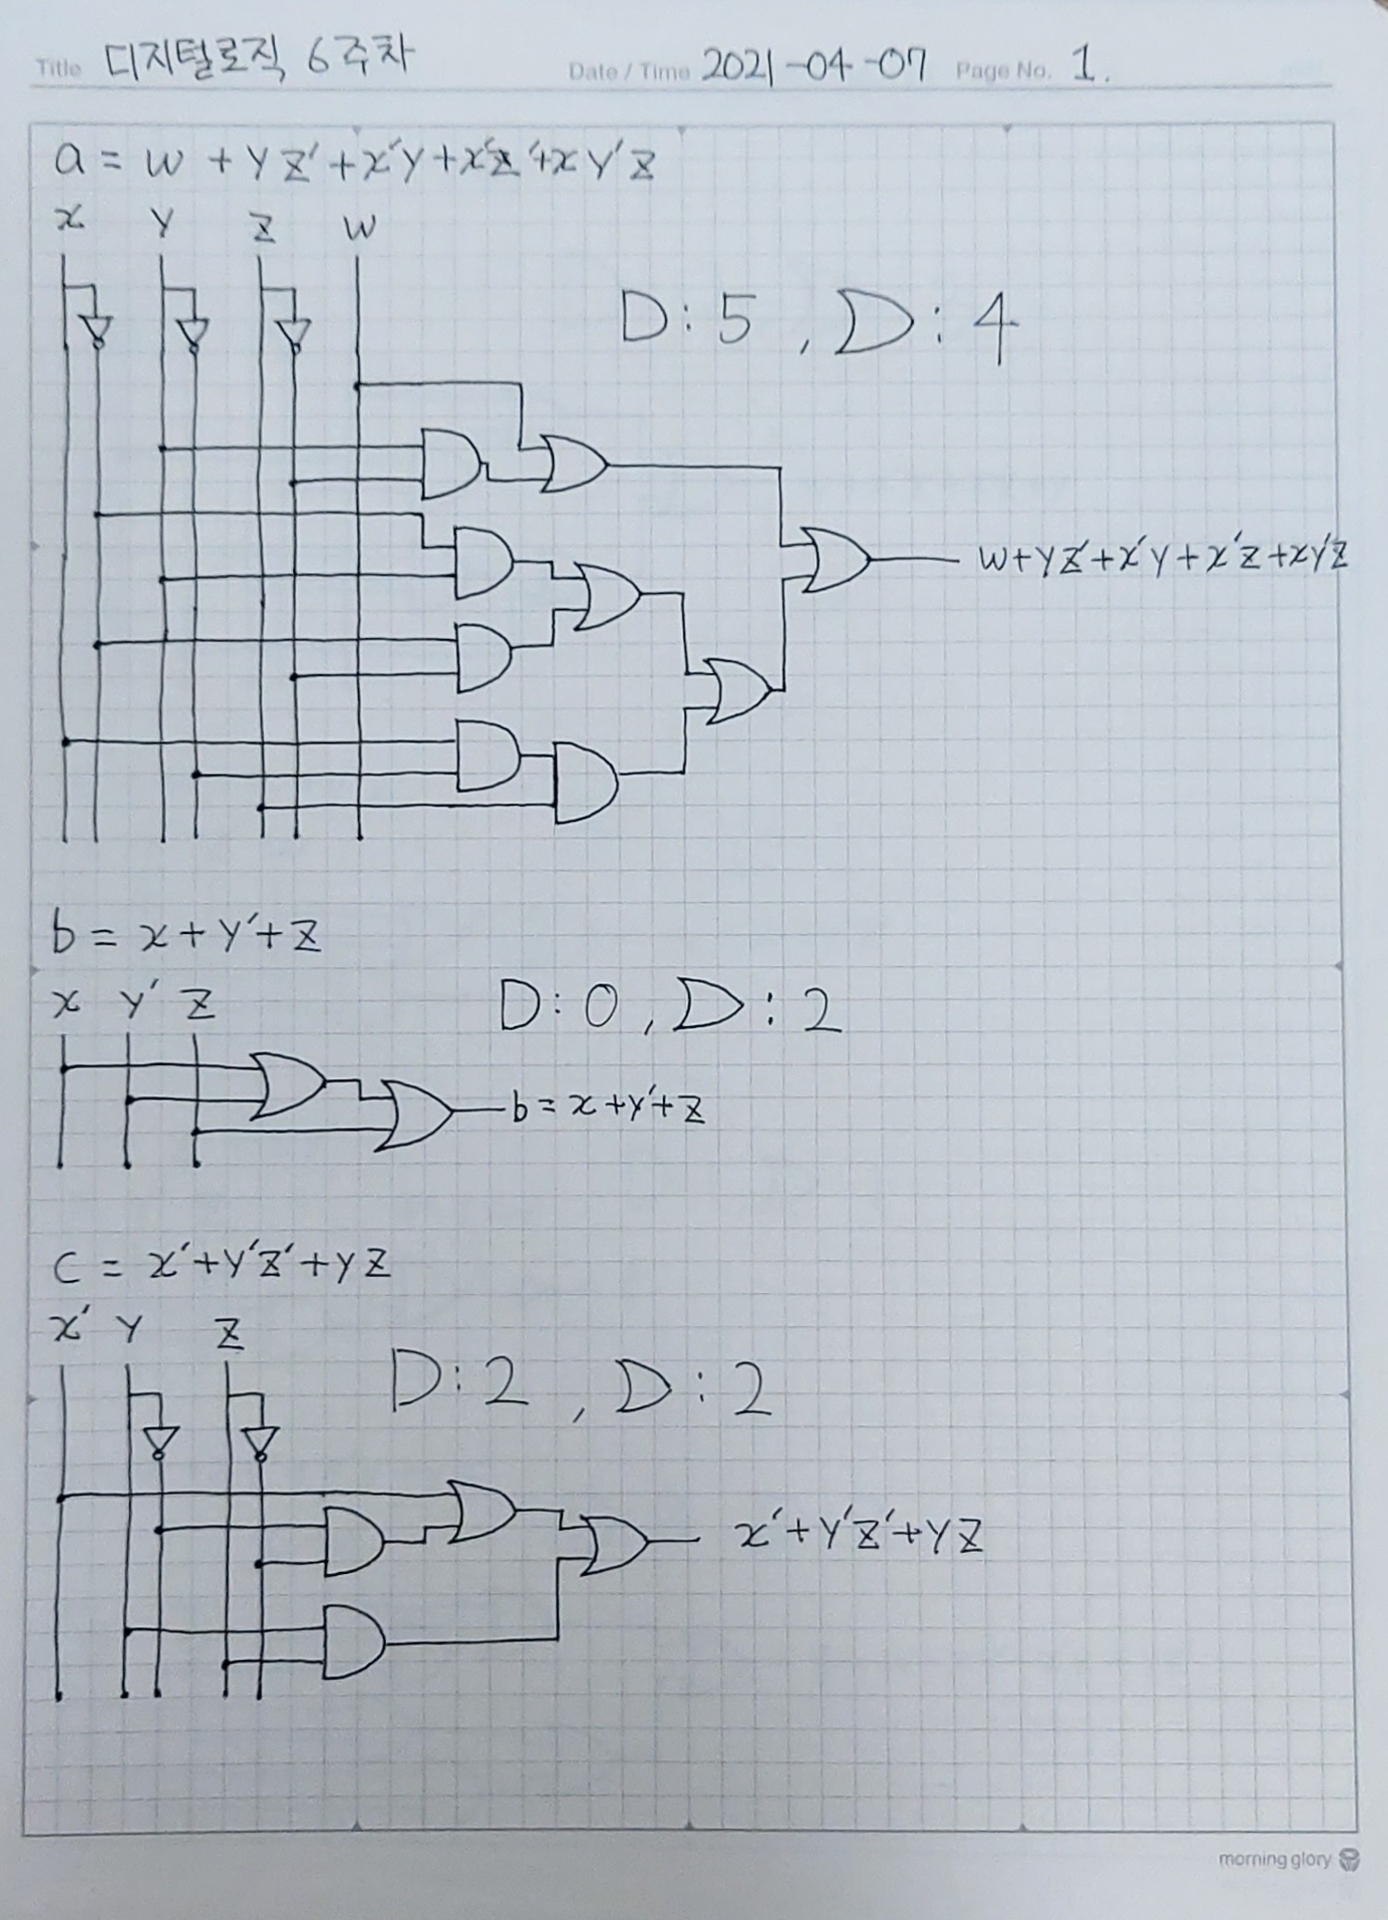 Title 디지털로직 6주차 Date / Time 2021-04-07 Page No. 1.
a = w + yz' + x'y + x'z' + xy'z
x y z w
D : 5 , D : 4
w+yz'+x'y+x'z+xy'z
b = x + y' + z
x y' z
D : 0 , D : 2
b = x + y' + z
c = x' + y'z' + yz
x' y z
D : 2 , D : 2
x' + y'z' + yz
morning glory